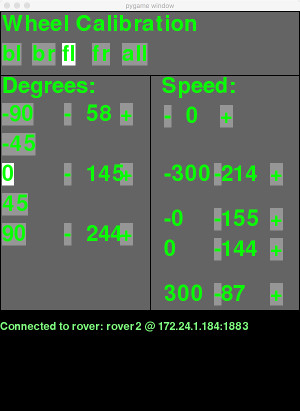 pygame window
Wheel Calibration
bl br fl fr all
Degrees: Speed:
-90 - 58 + - 0 +
-45
0 - 145 + -300 - 214 +
45 -0 - 155 +
90 - 244 + 0 - 144 +
300 - 87 +
Connected to rover: rover2 @ 172.24.1.184:1883